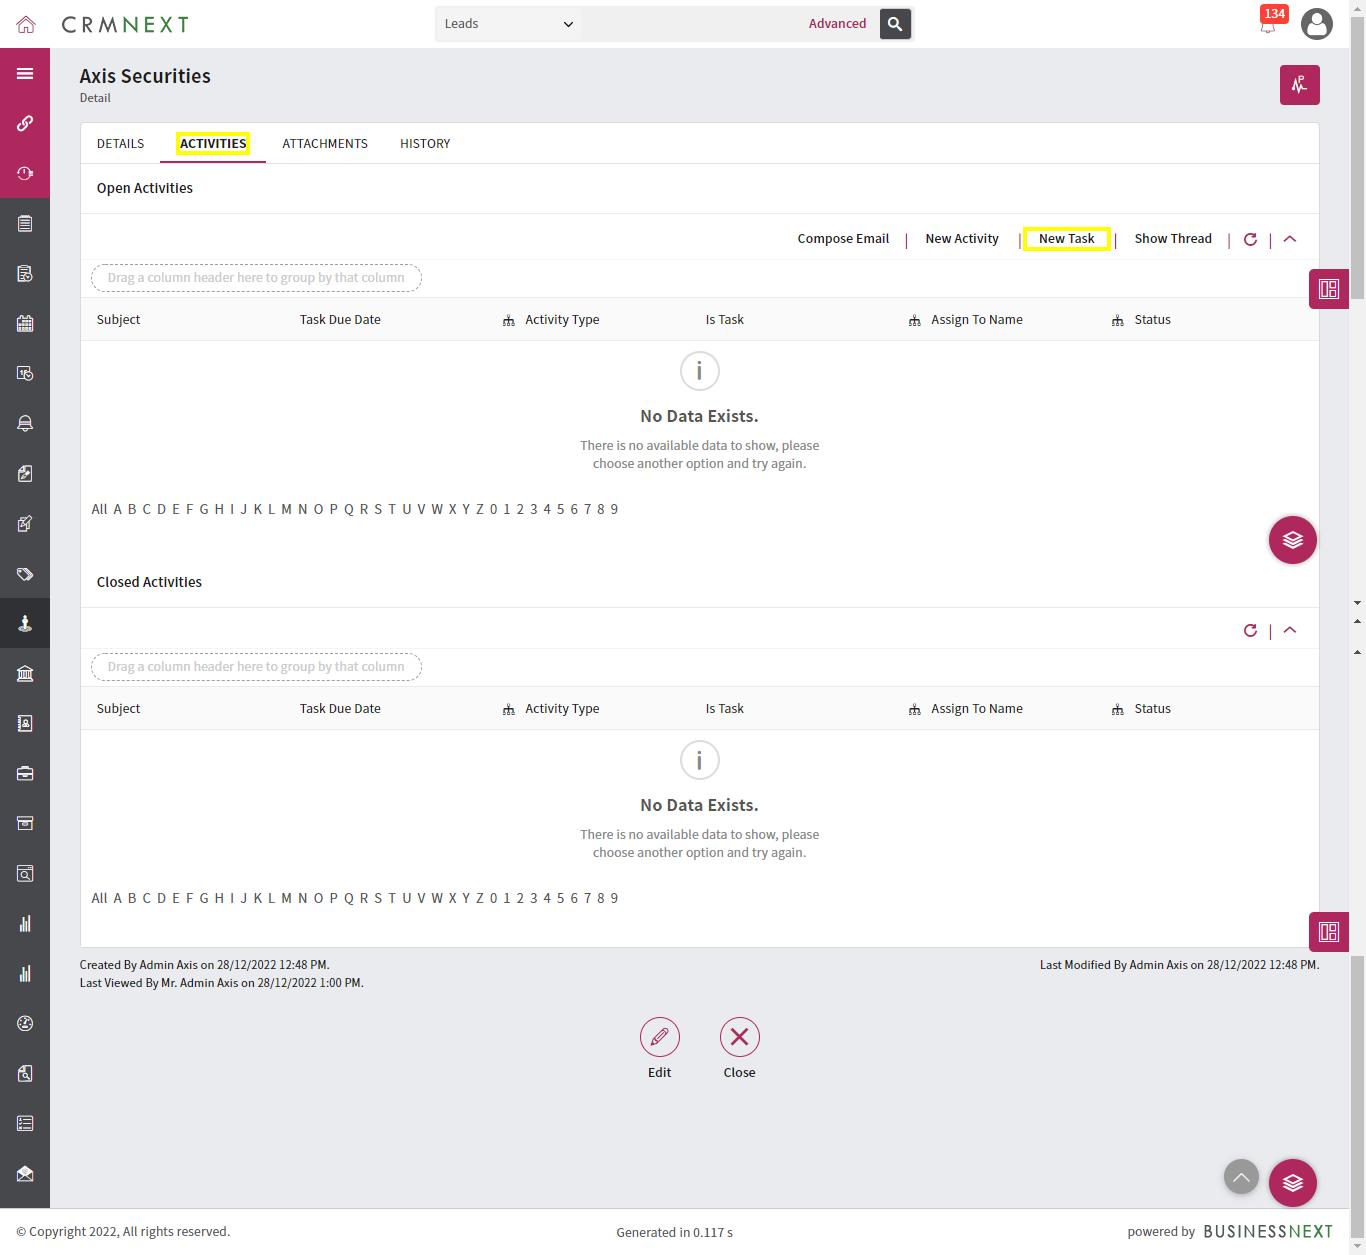 CRMNEXT
Leads
Advanced
134
Axis Securities
Detail
P
DETAILS ACTIVITIES ATTACHMENTS HISTORY
Open Activities
Compose Email | New Activity | New Task | Show Thread | |
Drag a column header here to group by that column
Subject Task Due Date Activity Type Is Task Assign To Name Status
i
No Data Exists.
There is no available data to show, please
choose another option and try again.
All A B C D E F G H I J K L M N O P Q R S T U V W X Y Z 0 1 2 3 4 5 6 7 8 9
Closed Activities
|
Drag a column header here to group by that column
Subject Task Due Date Activity Type Is Task Assign To Name Status
i
No Data Exists.
There is no available data to show, please
choose another option and try again.
All A B C D E F G H I J K L M N O P Q R S T U V W X Y Z 0 1 2 3 4 5 6 7 8 9
Created By Admin Axis on 28/12/2022 12:48 PM. Last Modified By Admin Axis on 28/12/2022 12:48 PM.
Last Viewed By Mr. Admin Axis on 28/12/2022 1:00 PM.
Edit Close
© Copyright 2022, All rights reserved. Generated in 0.117 s powered by BUSINESSNEXT